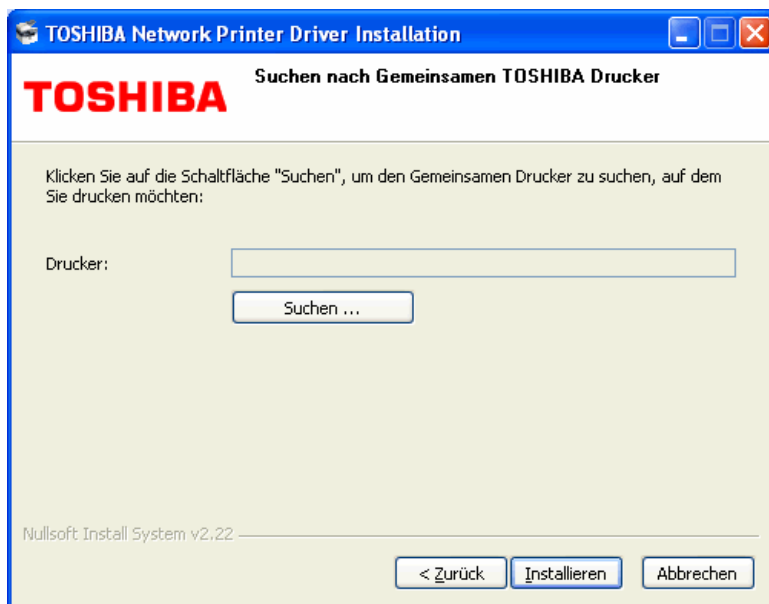 TOSHIBA Network Printer Driver Installation
Suchen nach Gemeinsamen TOSHIBA Drucker
TOSHIBA
Klicken Sie auf die Schaltfläche "Suchen", um den Gemeinsamen Drucker zu suchen, auf dem
Sie drucken möchten:
Drucker:
Suchen ...
Nullsoft Install System v2.22
< Zurück Installieren Abbrechen